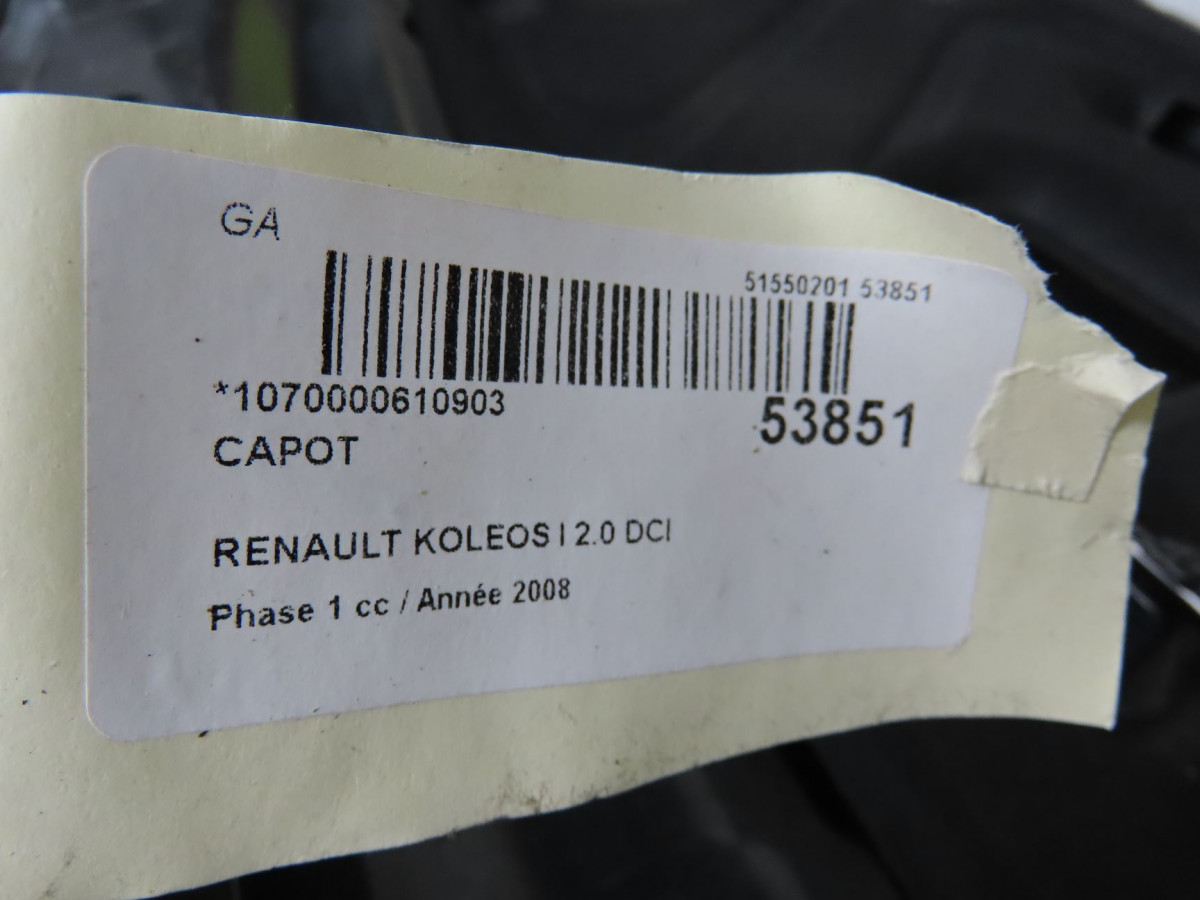 GA
51550201 53851
*1070000610903
53851
CAPOT
RENAULT KOLEOS I 2.0 DCI
Phase 1 cc / Année 2008